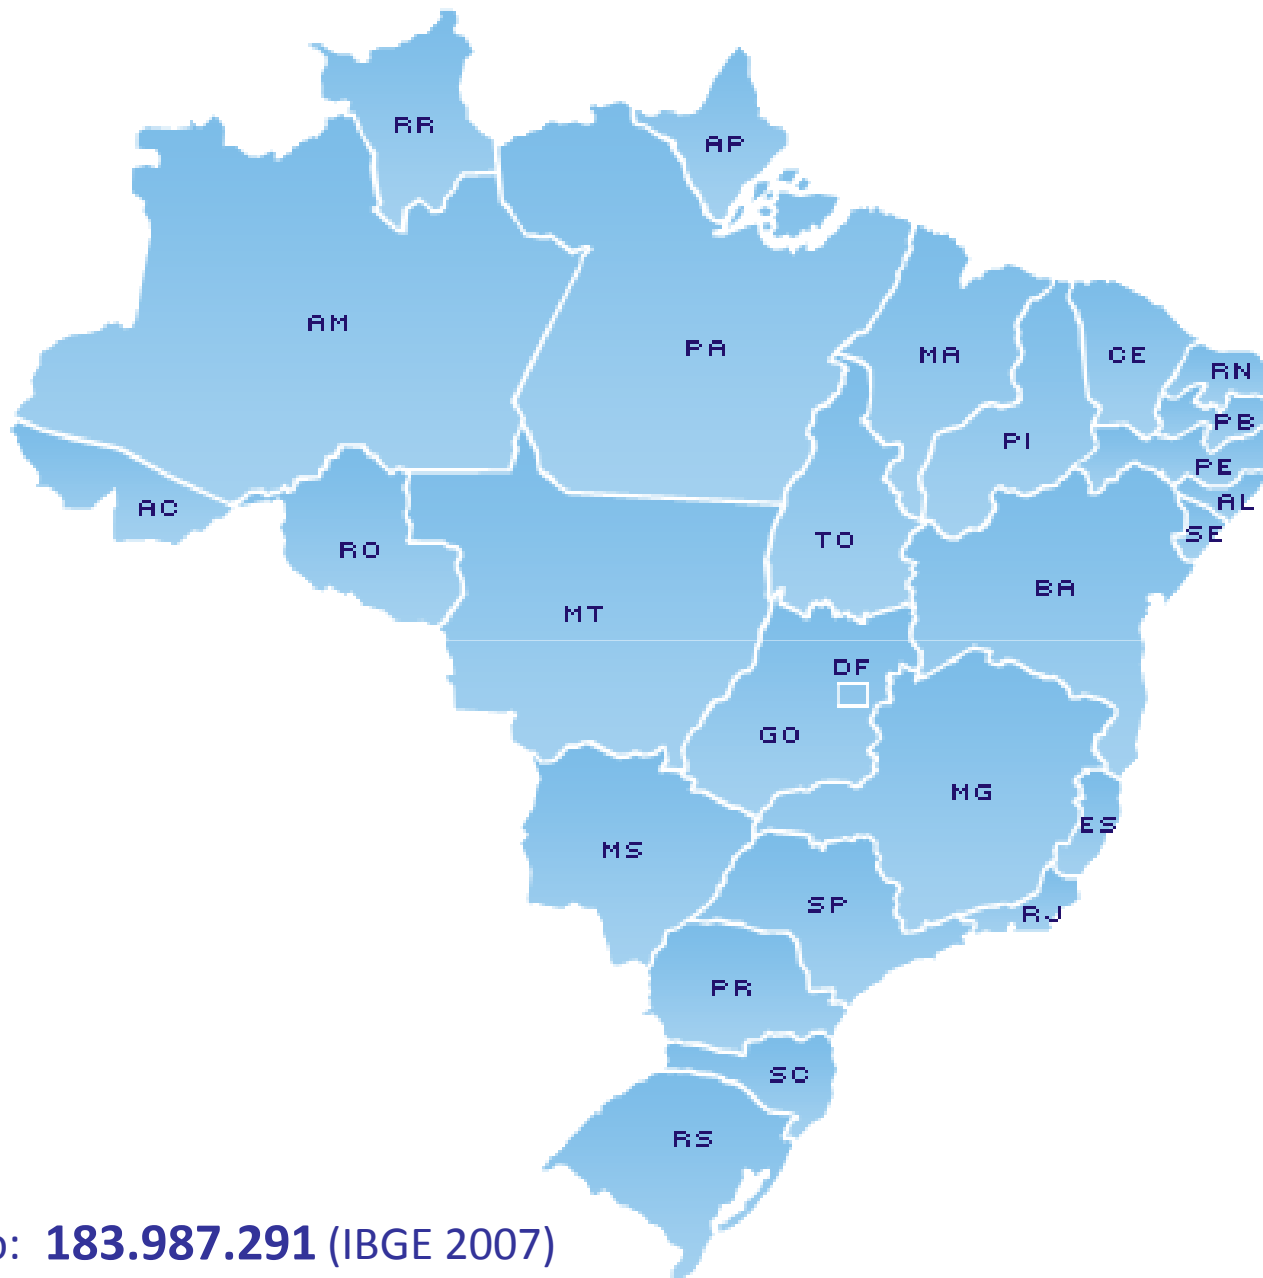 RR
AP
AM
PA
MA
CE
RN
PB
PI
PE
AL
AC
SE
RO
TO
BA
MT
DF
GO
MG
ES
MS
SP
RJ
PR
SC
RS
: 183.987.291 (IBGE 2007)